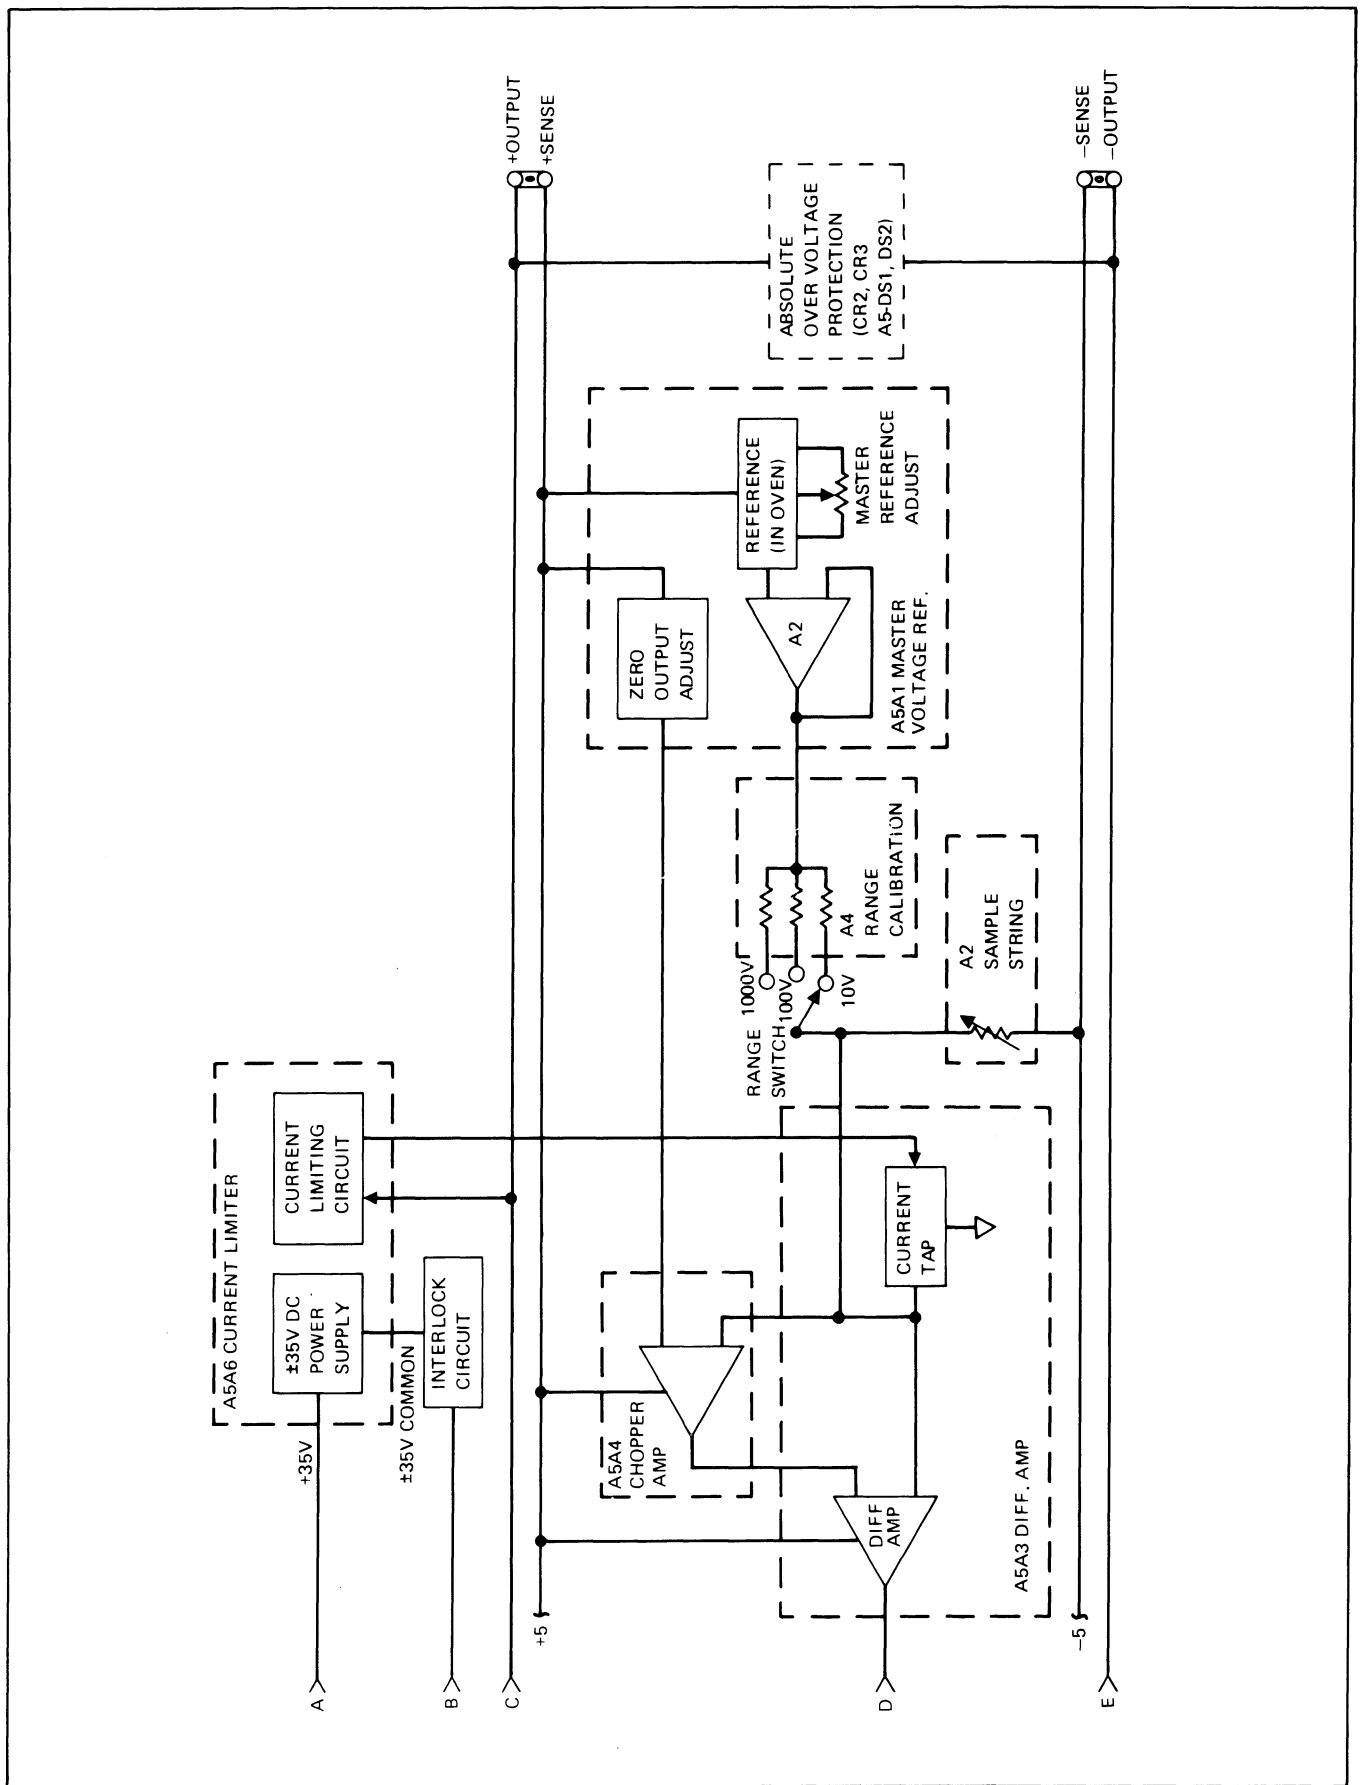 A5A6 CURRENT LIMITER
+35V
±35V DC
POWER
SUPPLY
CURRENT
LIMITING
CIRCUIT
±35V COMMON
INTERLOCK
CIRCUIT
A
B
C
+OUTPUT
+SENSE
+5
A5A4
CHOPPER
AMP
ZERO
OUTPUT
ADJUST
REFERENCE
(IN OVEN)
A2
MASTER
REFERENCE
ADJUST
A5A1 MASTER
VOLTAGE REF.
ABSOLUTE
OVER VOLTAGE
PROTECTION
(CR2, CR3
A5-DS1, DS2)
RANGE
SWITCH
1000V
100V
10V
A4
RANGE
CALIBRATION
DIFF
AMP
CURRENT
TAP
A2
SAMPLE
STRING
A5A3 DIFF. AMP
D
−5
−SENSE
−OUTPUT
E